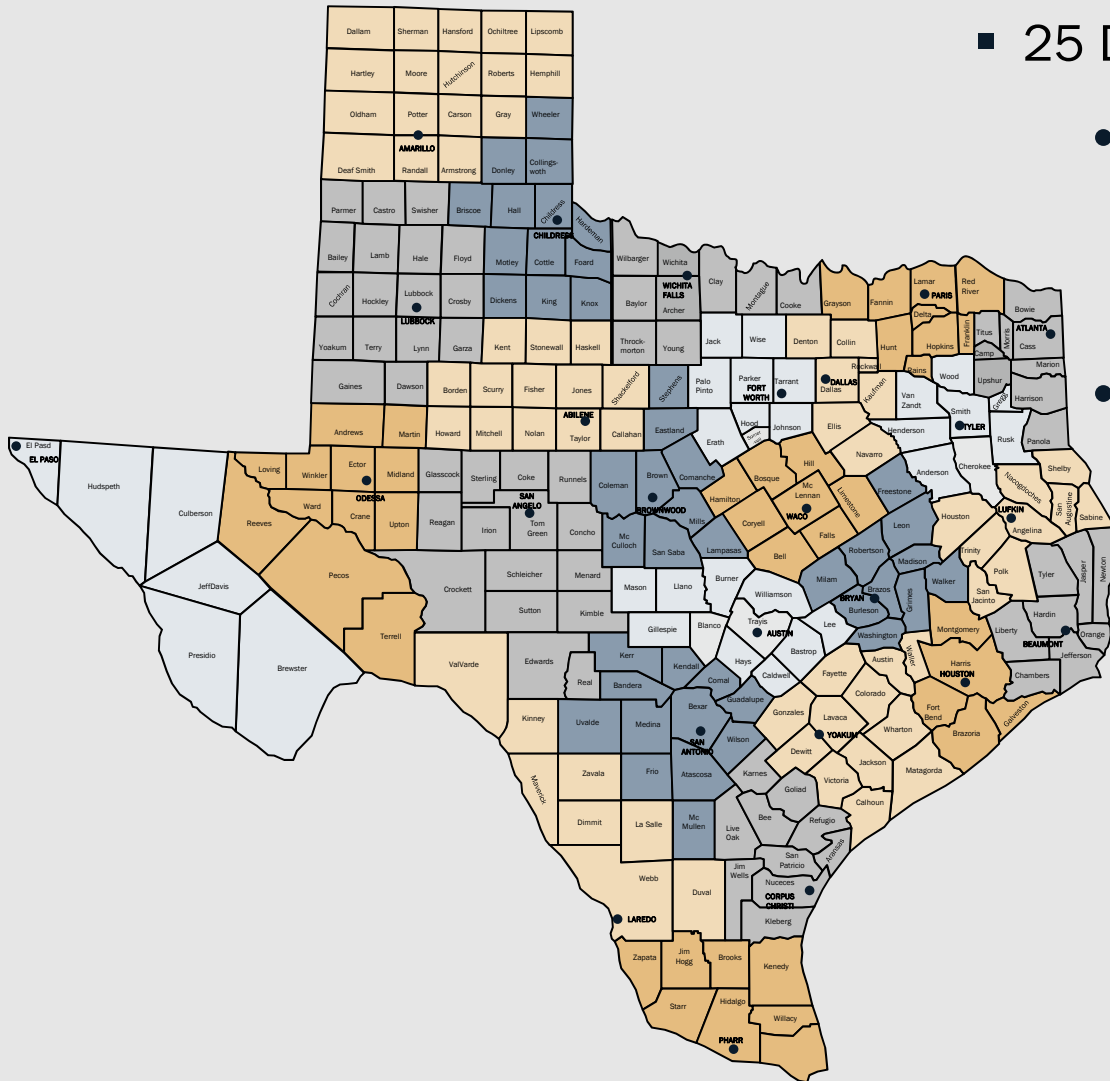 25 D
Dallam
Sherman
Hansford
Ochiltree
Lipscomb
Hartley
Moore
Hutchinson
Roberts
Hemphill
Oldham
Potter
Carson
Gray
Wheeler
AMARILLO
Deaf Smith
Randall
Armstrong
Donley
Collings-
woth
Parmer
Castro
Swisher
Briscoe
Hall
Childress
CHILDRESS
Hardeman
Bailey
Lamb
Hale
Floyd
Motley
Cottle
Foard
Wilbarger
Wichita
WICHITA
FALLS
Archer
Clay
Montague
Cooke
Grayson
Fannin
Lamar
PARIS
Red
River
Delta
Bowie
Cochran
Hockley
Lubbock
LUBBOCK
Crosby
Dickens
King
Knox
Baylor
Yoakum
Terry
Lynn
Garza
Kent
Stonewall
Haskell
Throck-
morton
Young
Jack
Wise
Denton
Collin
Hunt
Hopkins
Franklin
Titus
Morris
Camp
ATLANTA
Cass
Marion
Gaines
Dawson
Borden
Scurry
Fisher
Jones
Shackelford
Stephens
Palo
Pinto
Parker
FORT
WORTH
Tarrant
Dallas
DALLAS
Rockwall
Kaufman
Rains
Van
Zandt
Wood
Upshur
Gregg
Harrison
Andrews
Martin
Howard
Mitchell
Nolan
ABILENE
Taylor
Callahan
Eastland
Erath
Hood
Somer
vell
Johnson
Ellis
Navarro
Henderson
Smith
TYLER
Rusk
Panola
El Pasd
EL PASO
Hudspeth
Culberson
Loving
Winkler
Ector
ODESSA
Midland
Glasscock
Sterling
Coke
Runnels
Coleman
Brown
BROWNWOOD
Comanche
Hamilton
Bosque
Hill
Mc
Lennan
WACO
Limestone
Freestone
Anderson
Cherokee
Nacogdoches
Shelby
Reeves
Ward
Crane
Upton
Reagan
Irion
SAN
ANGELO
Tom
Green
Concho
Mc
Culloch
San Saba
Mills
Lampasas
Coryell
Bell
Falls
Robertson
Leon
Houston
LUFKIN
Angelina
San
Augustine
Sabine
JeffDavis
Pecos
Crockett
Schleicher
Menard
Mason
Llano
Burner
Williamson
Milam
Brazos
BRYAN
Burleson
Madison
Grimes
Walker
Trinity
Polk
San
Jacinto
Tyler
Jasper
Newton
Presidio
Brewster
Terrell
Sutton
Kimble
Gillespie
Blanco
Trayis
AUSTIN
Lee
Washington
Montgomery
Liberty
Hardin
BEAUMONT
Orange
Jefferson
Chambers
ValVarde
Edwards
Real
Kerr
Bandera
Kendall
Comal
Hays
Caldwell
Bastrop
Fayette
Austin
Waller
Harris
HOUSTON
Galveston
Kinney
Uvalde
Medina
Bexar
SAN
ANTONIO
Guadalupe
Wilson
Gonzales
Lavaca
YOAKUM
Colorado
Wharton
Fort
Bend
Brazoria
Maverick
Zavala
Frio
Atascosa
Karnes
Dewitt
Victoria
Jackson
Matagorda
Calhoun
Dimmit
La Salle
Mc
Mullen
Live
Oak
Bee
Goliad
Refugio
Aransas
San
Patricio
Webb
Duval
Jim
Wells
Nuceces
CORPUS
CHRISTI
Kleberg
LAREDO
Zapata
Jim
Hogg
Brooks
Kenedy
Starr
Hidalgo
Willacy
PHARR